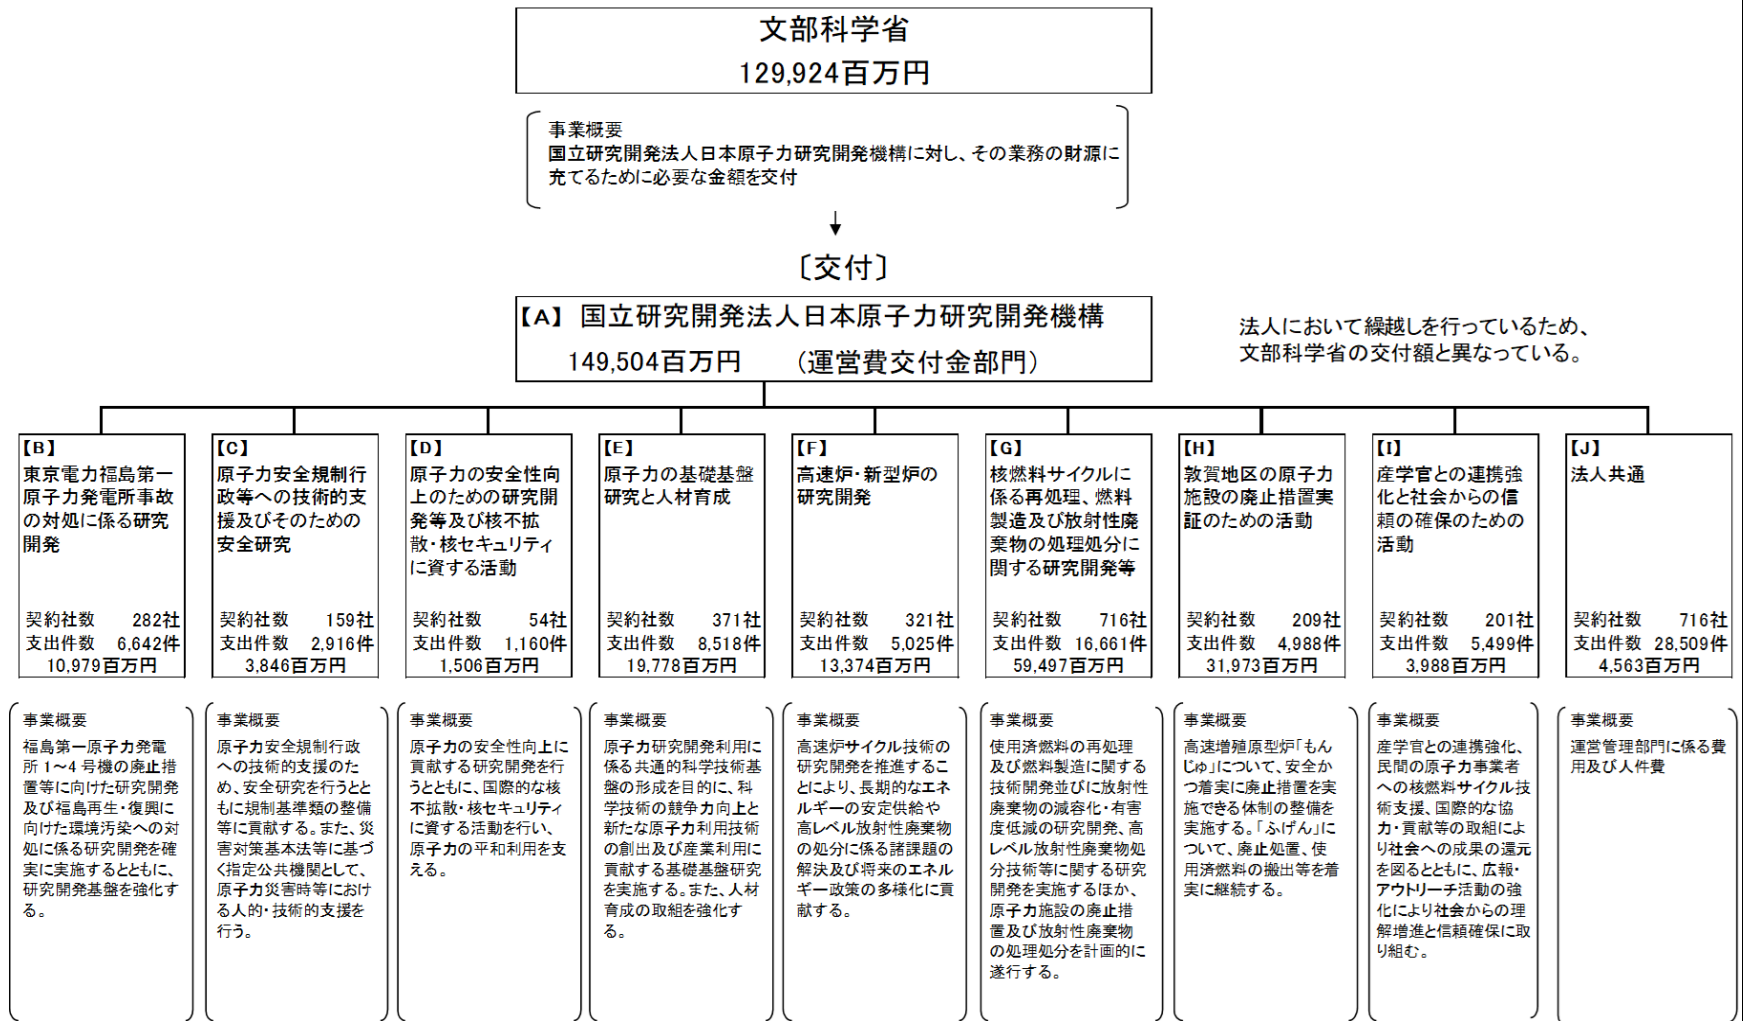 文部科学省
129,924百万円
事業概要
国立研究開発法人日本原子力研究開発機構に対し、その業務の財源に
充てるために必要な金額を交付
〔交付〕
【A】 国立研究開発法人日本原子力研究開発機構
149,504百万円 （運営費交付金部門）
法人において繰越しを行っているため、
文部科学省の交付額と異なっている。
【B】
東京電力福島第一
原子力発電所事故
の対処に係る研究
開発
契約社数 282社
支出件数 6,642件
10,979百万円
【C】
原子力安全規制行
政等への技術的支
援及びそのための
安全研究
契約社数 159社
支出件数 2,916件
3,846百万円
【D】
原子力の安全性向
上のための研究開
発等及び核不拡
散・核セキュリティ
に資する活動
契約社数 54社
支出件数 1,160件
1,506百万円
【E】
原子力の基礎基盤
研究と人材育成
契約社数 371社
支出件数 8,518件
19,778百万円
【F】
高速炉・新型炉の
研究開発
契約社数 321社
支出件数 5,025件
13,374百万円
【G】
核燃料サイクルに
係る再処理、燃料
製造及び放射性廃
棄物の処理処分に
関する研究開発等
契約社数 716社
支出件数 16,661件
59,497百万円
【H】
敦賀地区の原子力
施設の廃止措置実
証のための活動
契約社数 209社
支出件数 4,988件
31,973百万円
【I】
産学官との連携強
化と社会からの信
頼の確保のための
活動
契約社数 201社
支出件数 5,499件
3,988百万円
【J】
法人共通
契約社数 716社
支出件数 28,509件
4,563百万円
事業概要
福島第一原子力発電
所1～4号機の廃止措
置等に向けた研究開発
及び福島再生・復興に
向けた環境汚染への対
処に係る研究開発を確
実に実施するとともに、
研究開発基盤を強化す
る。
事業概要
原子力安全規制行政
への技術的支援のた
め、安全研究を行うとと
もに規制基準類の整備
等に貢献する。また、災
害対策基本法等に基づ
く指定公共機関として、
原子力災害時等におけ
る人的・技術的支援を
行う。
事業概要
原子力の安全性向上に
貢献する研究開発を行
うとともに、国際的な核
不拡散・核セキュリティ
に資する活動を行い、
原子力の平和利用を支
える。
事業概要
原子力研究開発利用に
係る共通的科学技術基
盤の形成を目的に、科
学技術の競争力向上と
新たな原子力利用技術
の創出及び産業利用に
貢献する基礎基盤研究
を実施する。また、人材
育成の取組を強化す
る。
事業概要
高速炉サイクル技術の
研究開発を推進するこ
とにより、長期的なエネ
ルギーの安定供給や
高レベル放射性廃棄物
の処分に係る諸課題の
解決及び将来のエネル
ギー政策の多様化に貢
献する。
事業概要
使用済燃料の再処理
及び燃料製造に関する
技術開発並びに放射性
廃棄物の減容化・有害
度低減の研究開発、高
レベル放射性廃棄物処
分技術等に関する研究
開発を実施するほか、
原子力施設の廃止措
置及び放射性廃棄物
の処理処分を計画的に
遂行する。
事業概要
高速増殖原型炉「もん
じゅ」について、安全か
つ着実に廃止措置を実
施できる体制の整備を
実施する。「ふげん」に
ついて、廃止処置、使
用済燃料の搬出等を着
実に継続する。
事業概要
産学官との連携強化、
民間の原子力事業者
への核燃料サイクル技
術支援、国際的な協
力・貢献等の取組によ
り社会への成果の還元
を図るとともに、広報・
アウトリーチ活動の強
化により社会からの理
解増進と信頼確保に取
り組む。
事業概要
運営管理部門に係る費
用及び人件費